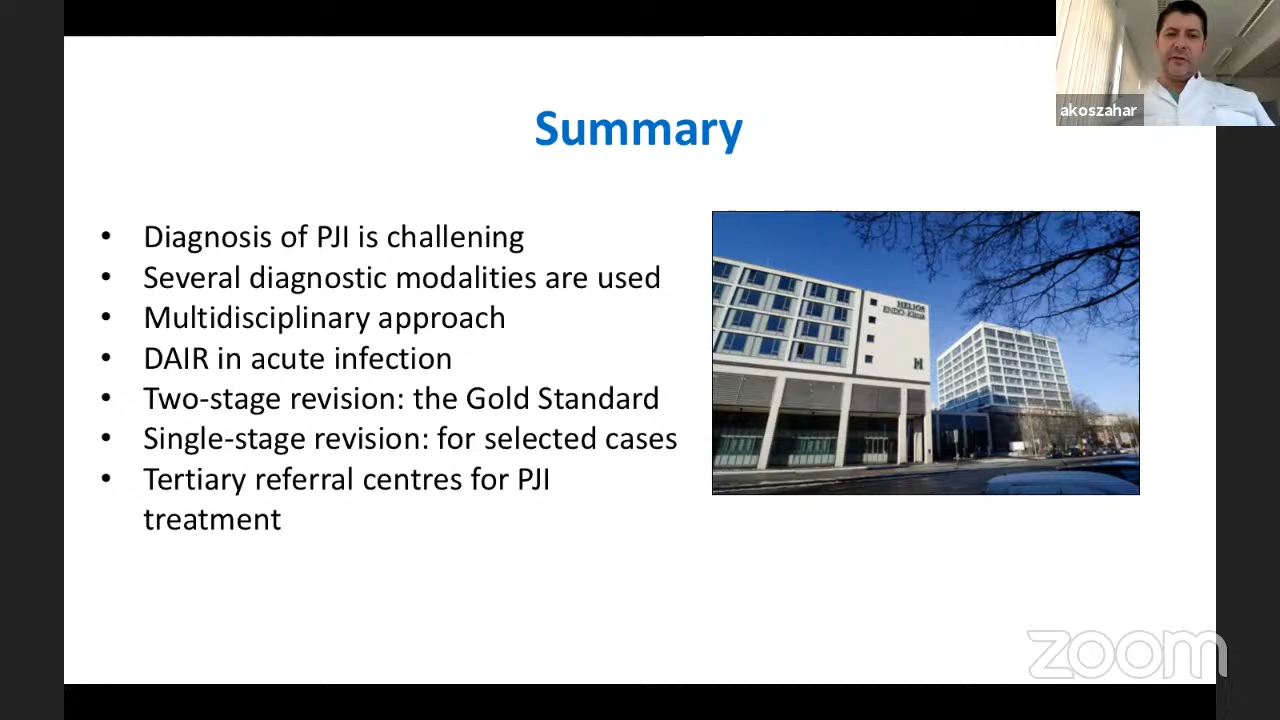 akoszahar
Summary
• Diagnosis of PJI is challening
• Several diagnostic modalities are used
• Multidisciplinary approach
• DAIR in acute infection
• Two-stage revision: the Gold Standard
• Single-stage revision: for selected cases
• Tertiary referral centres for PJI
treatment
HELIOS
ENDO-Klinik
H
zoom